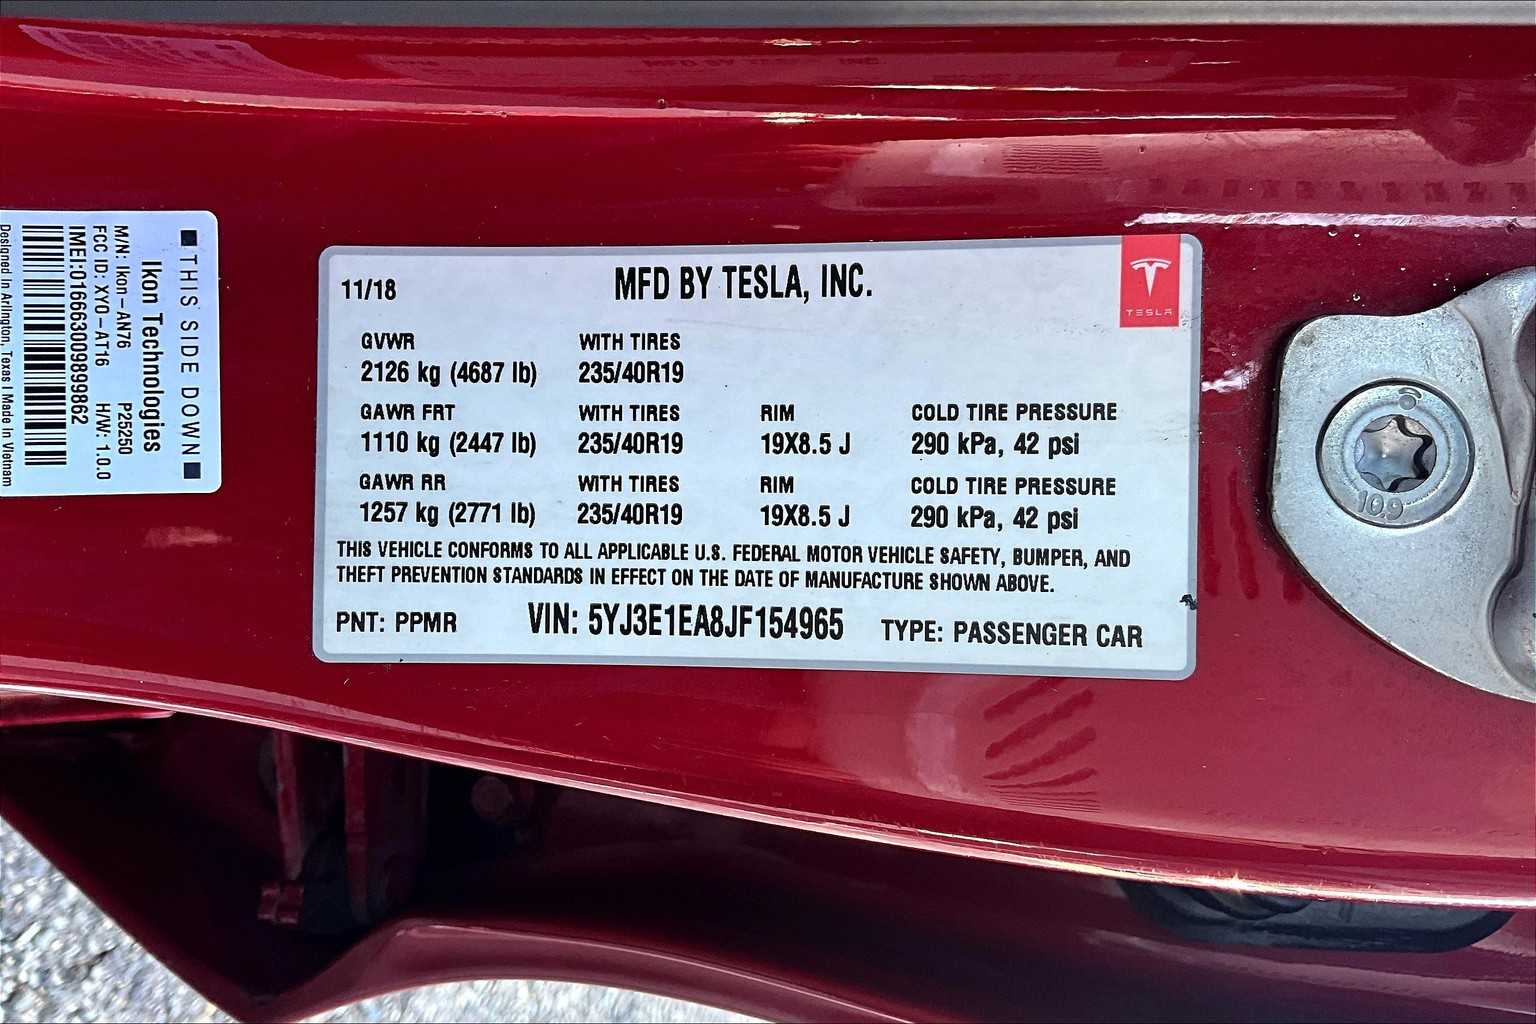 THIS SIDE DOWN
Ikon Technologies
M/N: Ikon-AN76 P25250
FCC ID: XYO-AT16 H/W: 1.0.0
IMEI:016663009899862
Designed in Arlington, Texas | Made in Vietnam
11/18
MFD BY TESLA, INC.
TESLA
GVWR WITH TIRES
2126 kg (4687 lb) 235/40R19
GAWR FRT WITH TIRES RIM COLD TIRE PRESSURE
1110 kg (2447 lb) 235/40R19 19X8.5 J 290 kPa, 42 psi
GAWR RR WITH TIRES RIM COLD TIRE PRESSURE
1257 kg (2771 lb) 235/40R19 19X8.5 J 290 kPa, 42 psi
THIS VEHICLE CONFORMS TO ALL APPLICABLE U.S. FEDERAL MOTOR VEHICLE SAFETY, BUMPER, AND
THEFT PREVENTION STANDARDS IN EFFECT ON THE DATE OF MANUFACTURE SHOWN ABOVE.
PNT: PPMR VIN: 5YJ3E1EA8JF154965 TYPE: PASSENGER CAR
10.9